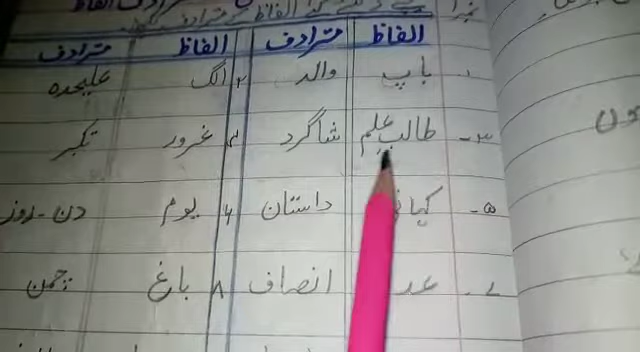 الفاظ مترادف الفاظ مترادف
۱۔ باپ والد ۲ الگ علیحدہ
۳۔ طالب علم شاگرد ۴ غرور تکبر
۵۔ داستان ۶ یوم دن۔روز
۷۔ انصاف ۸ باغ چمن